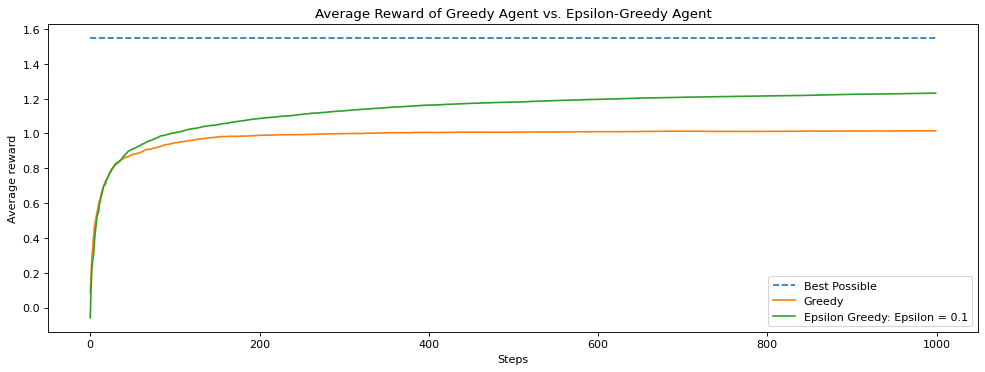 Average Reward of Greedy Agent vs. Epsilon-Greedy Agent
1.6
1.4
1.2
1.0
0.8
0.6
0.4
0.2
0.0
Average reward
Best Possible
Greedy
Epsilon Greedy: Epsilon = 0.1
0 200 400 600 800 1000
Steps